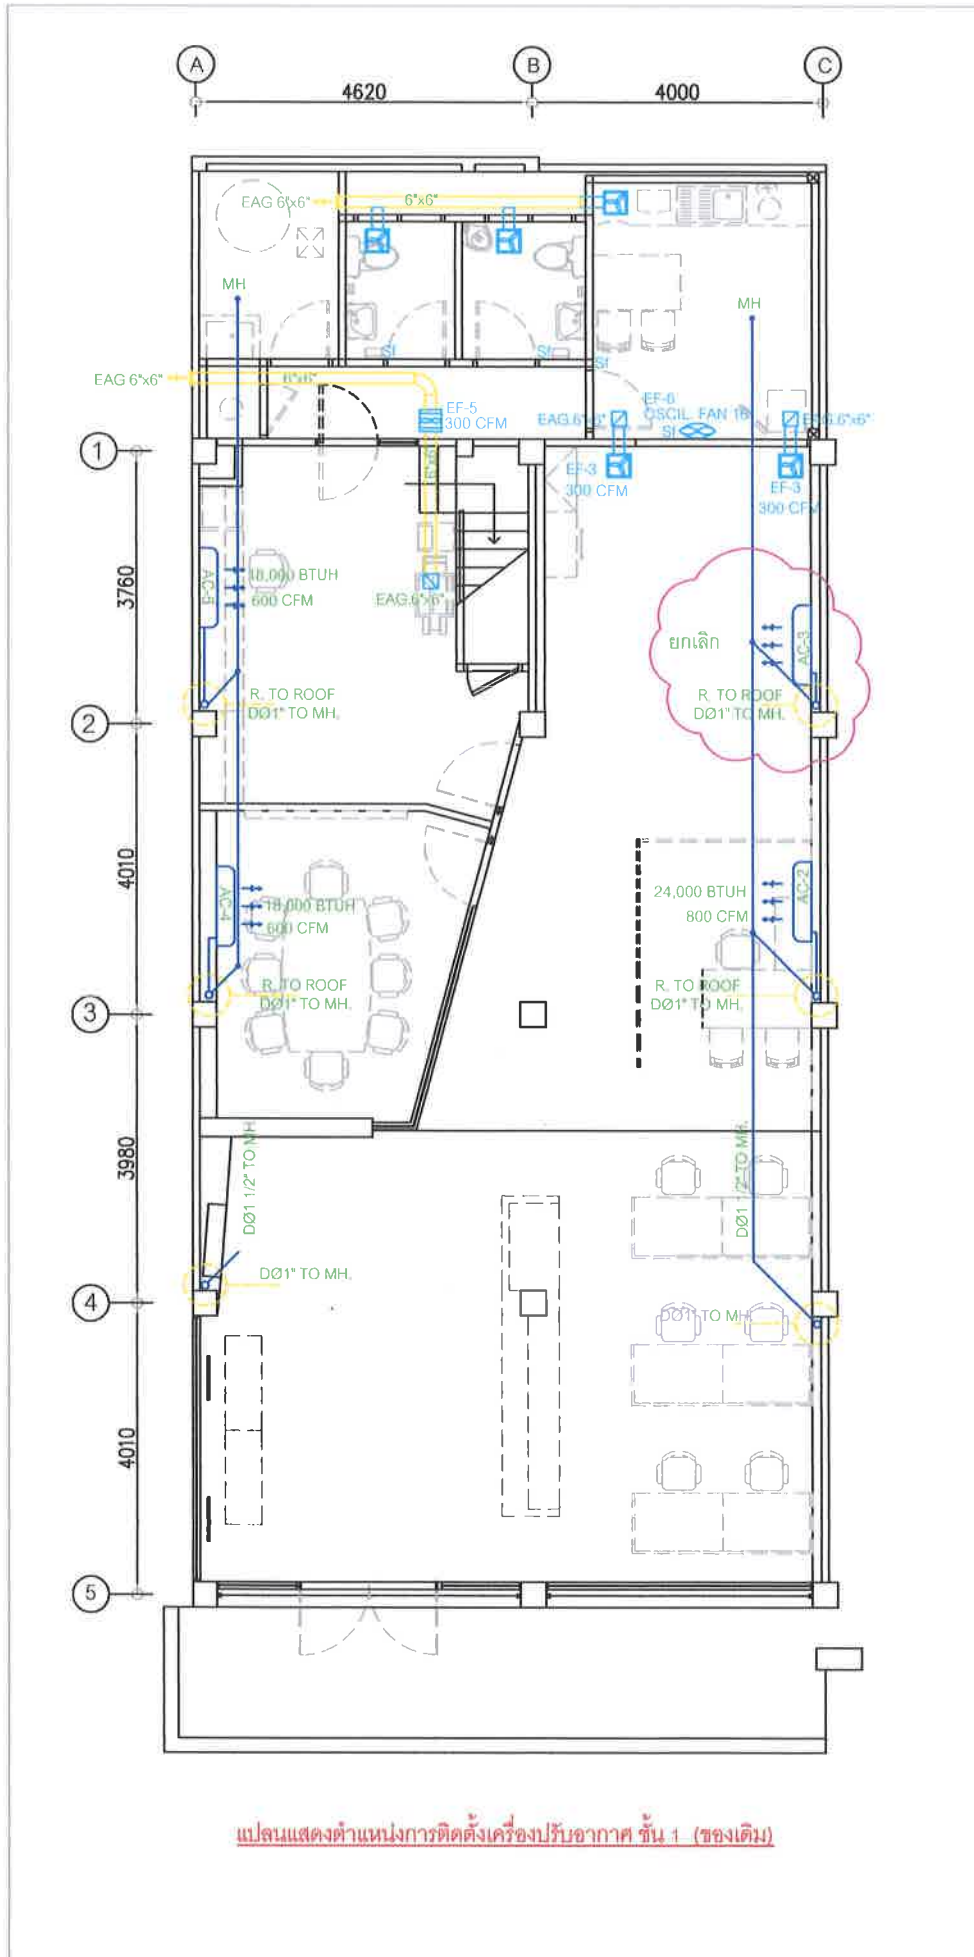 A B C
4620 4000
EAG 6"x6" 6"x6"
MH MH
SI SI SI
EAG 6"x6" 6"x6"
EF-5
300 CFM
EAG.6"x6"
EF-6
OSCIL. FAN 16"
SI
EAG.6"x6"
1
6"x6"
EF-3
300 CFM
EF-3
300 CFM
3760
AC-5
18,000 BTUH
600 CFM
EAG.6"x6"
ยกเลิก
AC-3
R. TO ROOF
DØ1" TO MH.
R. TO ROOF
DØ1" TO MH.
2
4010
AC-4
18,000 BTUH
600 CFM
24,000 BTUH
800 CFM
AC-2
R. TO ROOF
DØ1" TO MH.
R. TO ROOF
DØ1" TO MH.
3
3980
DØ1 1/2" TO MH.
DØ1 1/2" TO MH.
DØ1" TO MH.
4
DØ1" TO MH.
4010
5
แปลนแสดงตำแหน่งการติดตั้งเครื่องปรับอากาศ ชั้น 1 (ของเดิม)